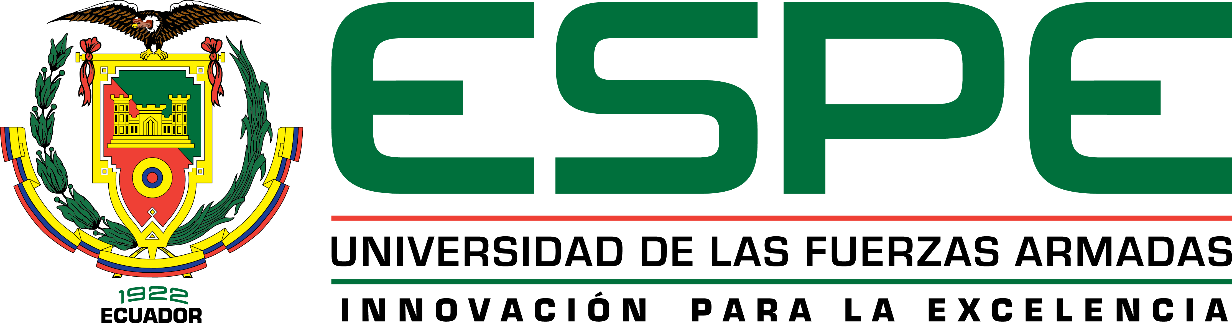 ESPE
UNIVERSIDAD DE LAS FUERZAS ARMADAS
INNOVACIÓN PARA LA EXCELENCIA
1922
ECUADOR